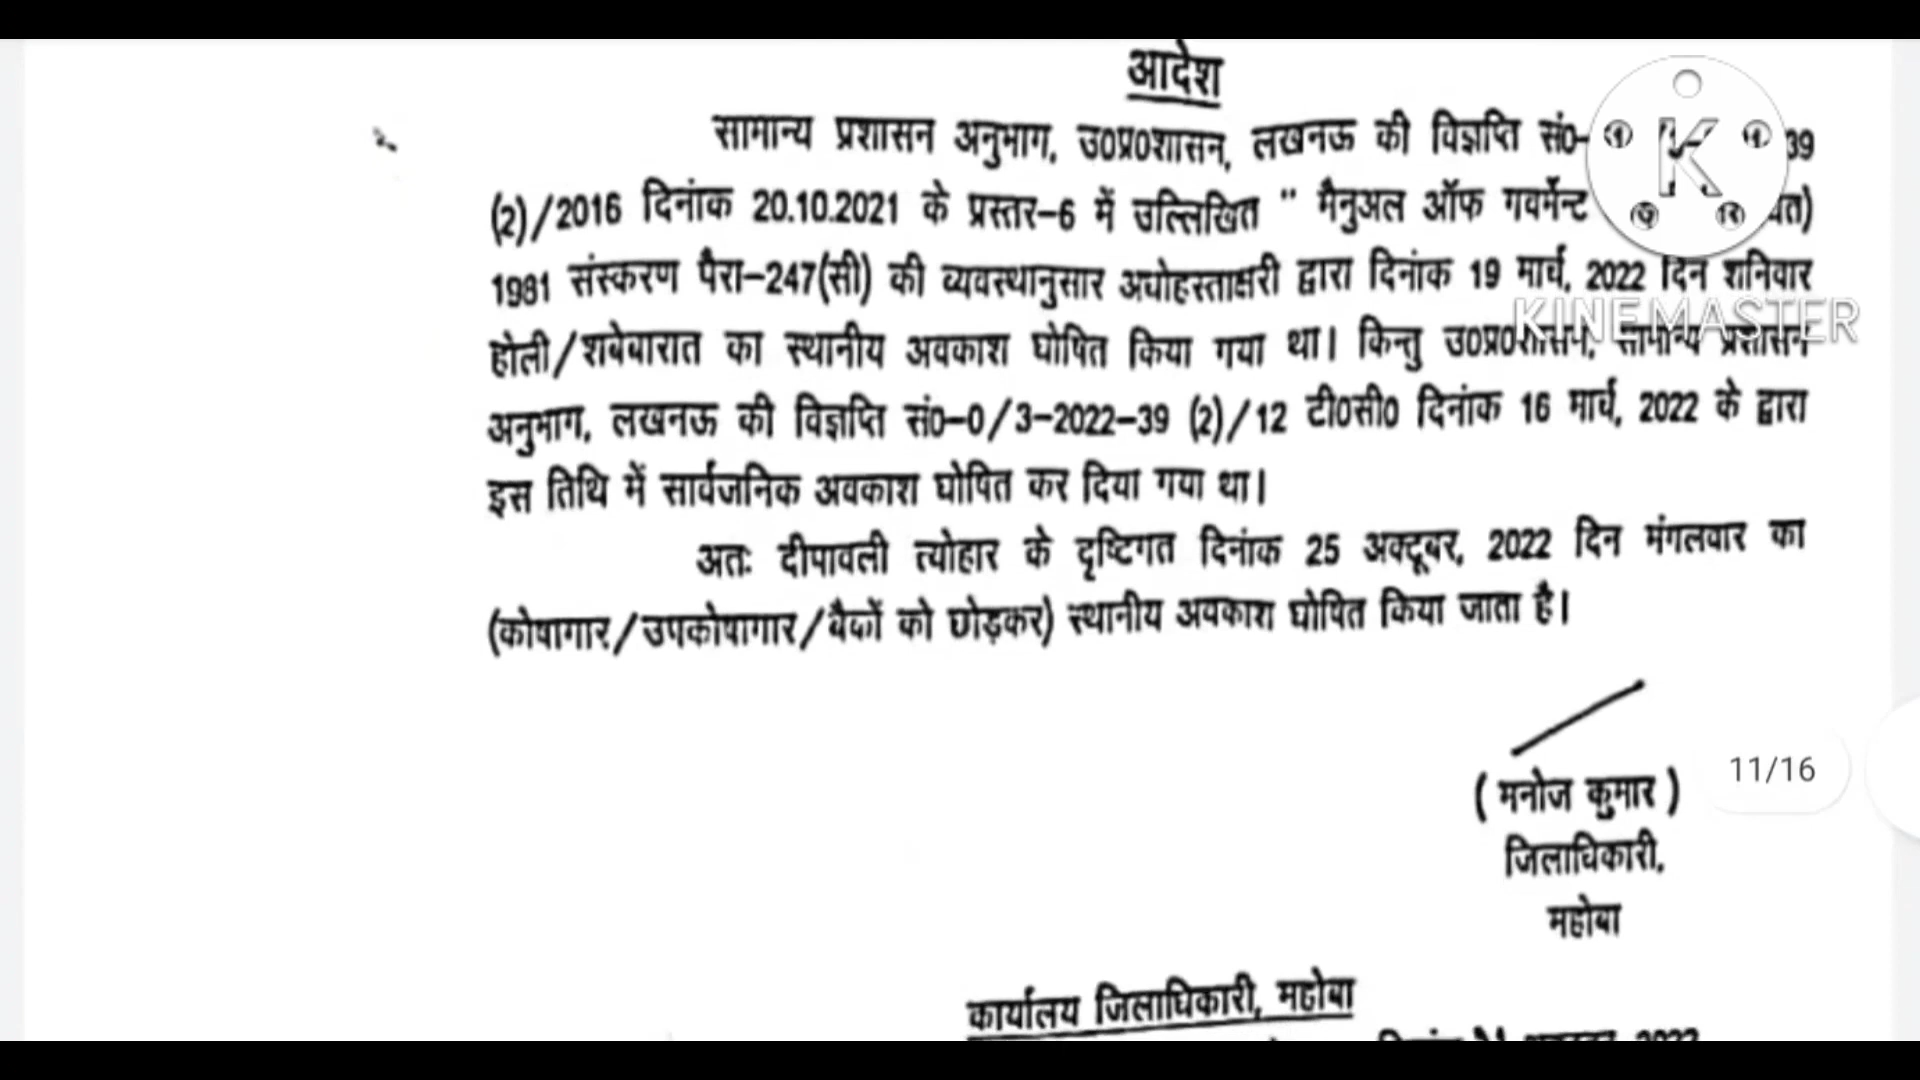 आदेश
सामान्य प्रशासन अनुभाग, उ0प्र0शासन, लखनऊ की विज्ञप्ति सं0- 39
(2)/2016 दिनांक 20.10.2021 के प्रस्तर-6 में उल्लिखित " मैनुअल ऑफ गवर्मेन्ट
1981 संस्करण पैरा-247(सी) की व्यवस्थानुसार अधोहस्ताक्षरी द्वारा दिनांक 19 मार्च, 2022 दिन शनिवार
होली/शबेबारात का स्थानीय अवकाश घोषित किया गया था। किन्तु उ0प्र0शासन, सामान्य प्रशासन
अनुभाग, लखनऊ की विज्ञप्ति सं0-0/3-2022-39 (2)/12 टी0सी0 दिनांक 16 मार्च, 2022 के द्वारा
इस तिथि में सार्वजनिक अवकाश घोषित कर दिया गया था।
अतः दीपावली त्योहार के दृष्टिगत दिनांक 25 अक्टूबर, 2022 दिन मंगलवार का
(कोषागार/उपकोषागार/बैकों को छोड़कर) स्थानीय अवकाश घोषित किया जाता है।
( मनोज कुमार )
जिलाधिकारी,
महोबा
कार्यालय जिलाधिकारी, महोबा
K
KINEMASTER
11/16